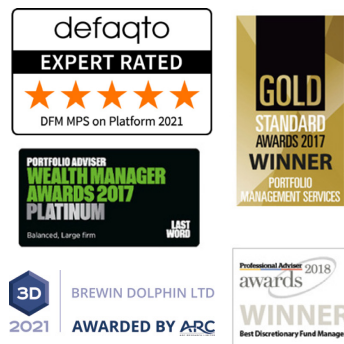 defaqto
EXPERT RATED
DFM MPS on Platform 2021
GOLD
STANDARD
AWARDS 2017
WINNER
PORTFOLIO
MANAGEMENT SERVICES
PORTFOLIO ADVISER
WEALTH MANAGER
AWARDS 2017
PLATINUM
Balanced, Large firm
LAST
WORD
3D
2021
BREWIN DOLPHIN LTD
AWARDED BY ARC
Professional Adviser 2018
awards
WINNER
Best Discretionary Fund Manage